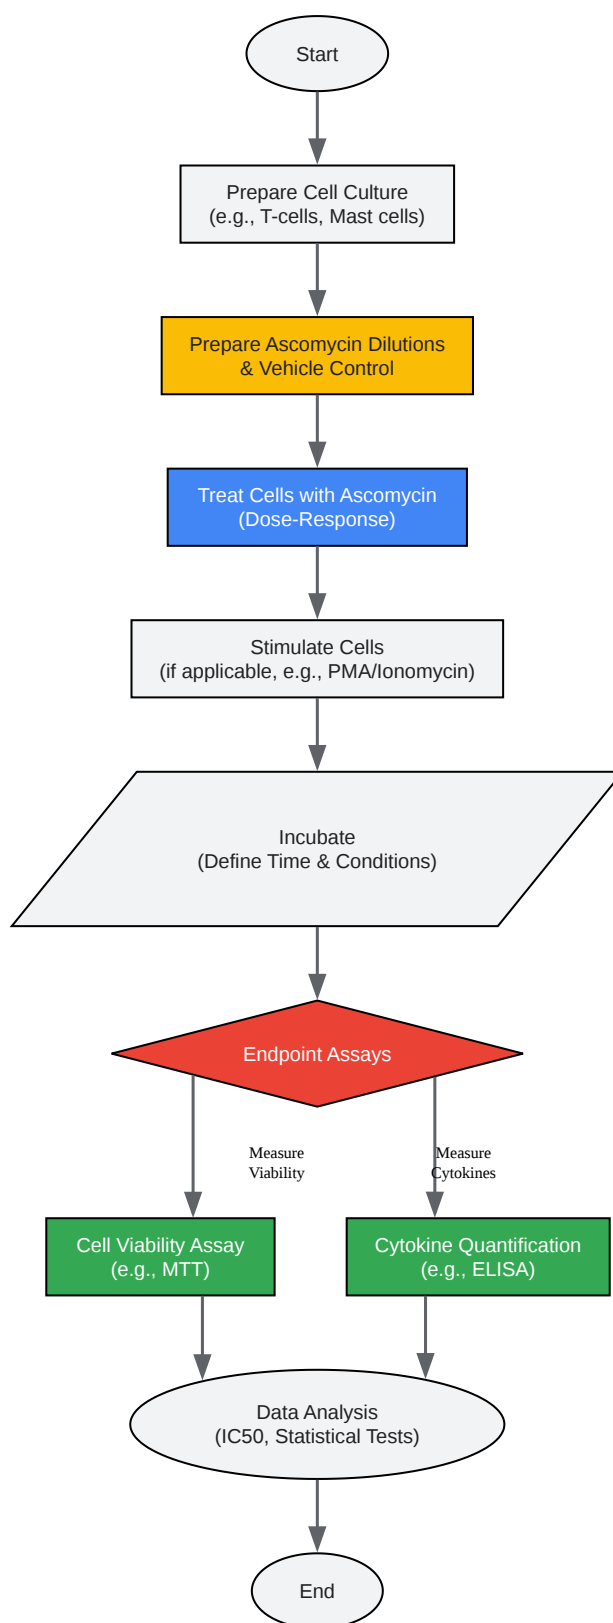 Start
Prepare Cell Culture
(e.g., T-cells, Mast cells)
Prepare Ascomycin Dilutions
& Vehicle Control
Treat Cells with Ascomycin
(Dose-Response)
Stimulate Cells
(if applicable, e.g., PMA/Ionomycin)
Incubate
(Define Time & Conditions)
Endpoint Assays
Measure
Viability
Measure
Cytokines
Cell Viability Assay
(e.g., MTT)
Cytokine Quantification
(e.g., ELISA)
Data Analysis
(IC50, Statistical Tests)
End